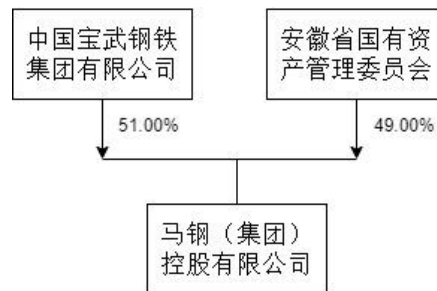 中国宝武钢铁
集团有限公司
安徽省国有资
产管理委员会
51.00%
49.00%
马钢（集团）
控股有限公司